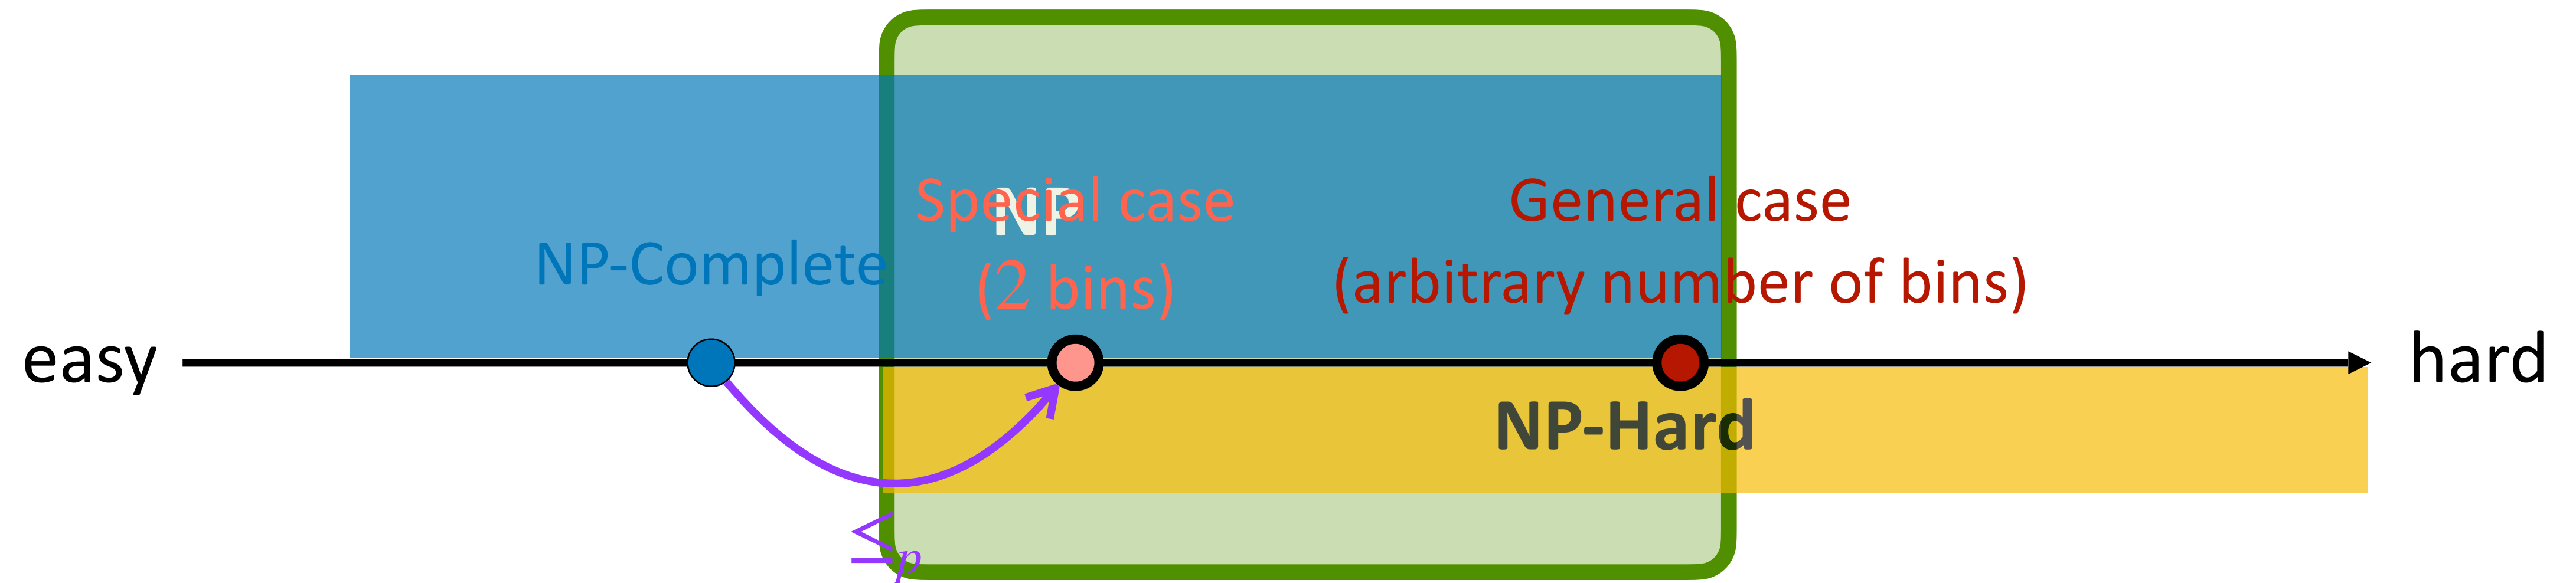 Special case
NP
(2 bins)
General case
(arbitrary number of bins)
NP-Complete
easy
hard
NP-Hard
≤p